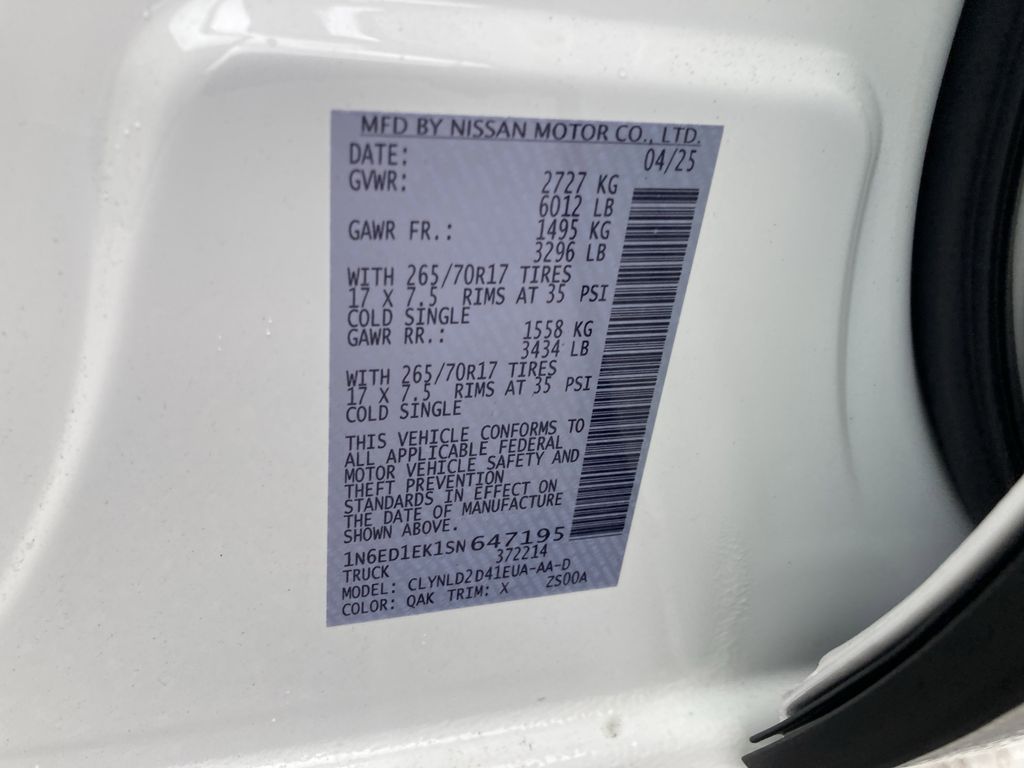 MFD BY NISSAN MOTOR CO., LTD.
DATE: 04/25
GVWR: 2727 KG
6012 LB
GAWR FR.: 1495 KG
3296 LB
WITH 265/70R17 TIRES
17 X 7.5 RIMS AT 35 PSI
COLD SINGLE
GAWR RR.: 1558 KG
3434 LB
WITH 265/70R17 TIRES
17 X 7.5 RIMS AT 35 PSI
COLD SINGLE
THIS VEHICLE CONFORMS TO
ALL APPLICABLE FEDERAL
MOTOR VEHICLE SAFETY AND
THEFT PREVENTION
STANDARDS IN EFFECT ON
THE DATE OF MANUFACTURE
SHOWN ABOVE.
1N6ED1EK1SN647195
TRUCK 372214
MODEL: CLYNLD2D41EUA-AA-D
COLOR: QAK TRIM: X ZS00A